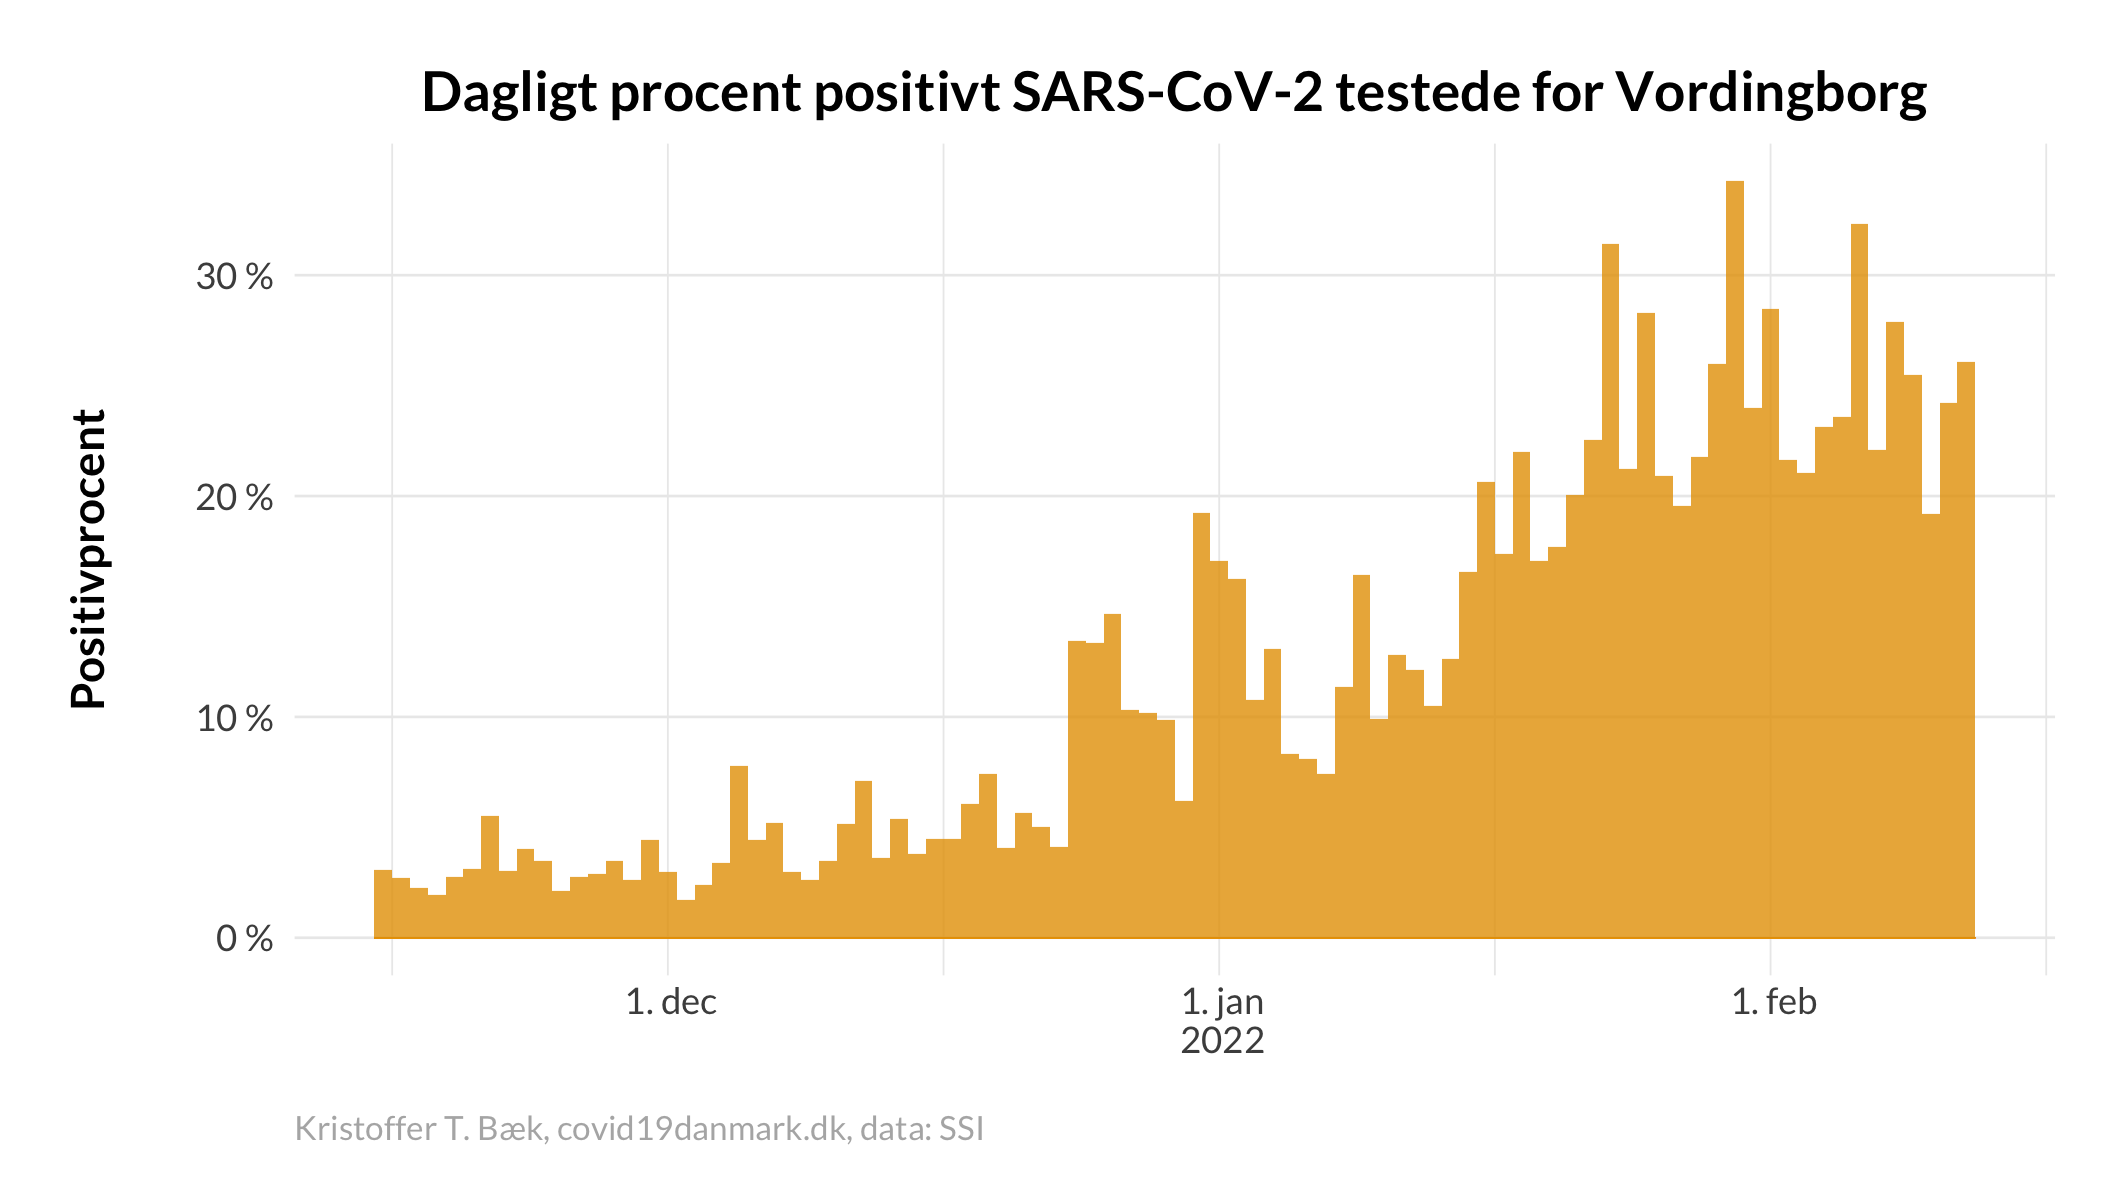 Dagligt procent positivt SARS-CoV-2 testede for Vordingborg
Positivprocent
30 %
20 %
10 %
0 %
1. dec
1. jan
2022
1. feb
Kristoffer T. Bæk, covid19danmark.dk, data: SSI